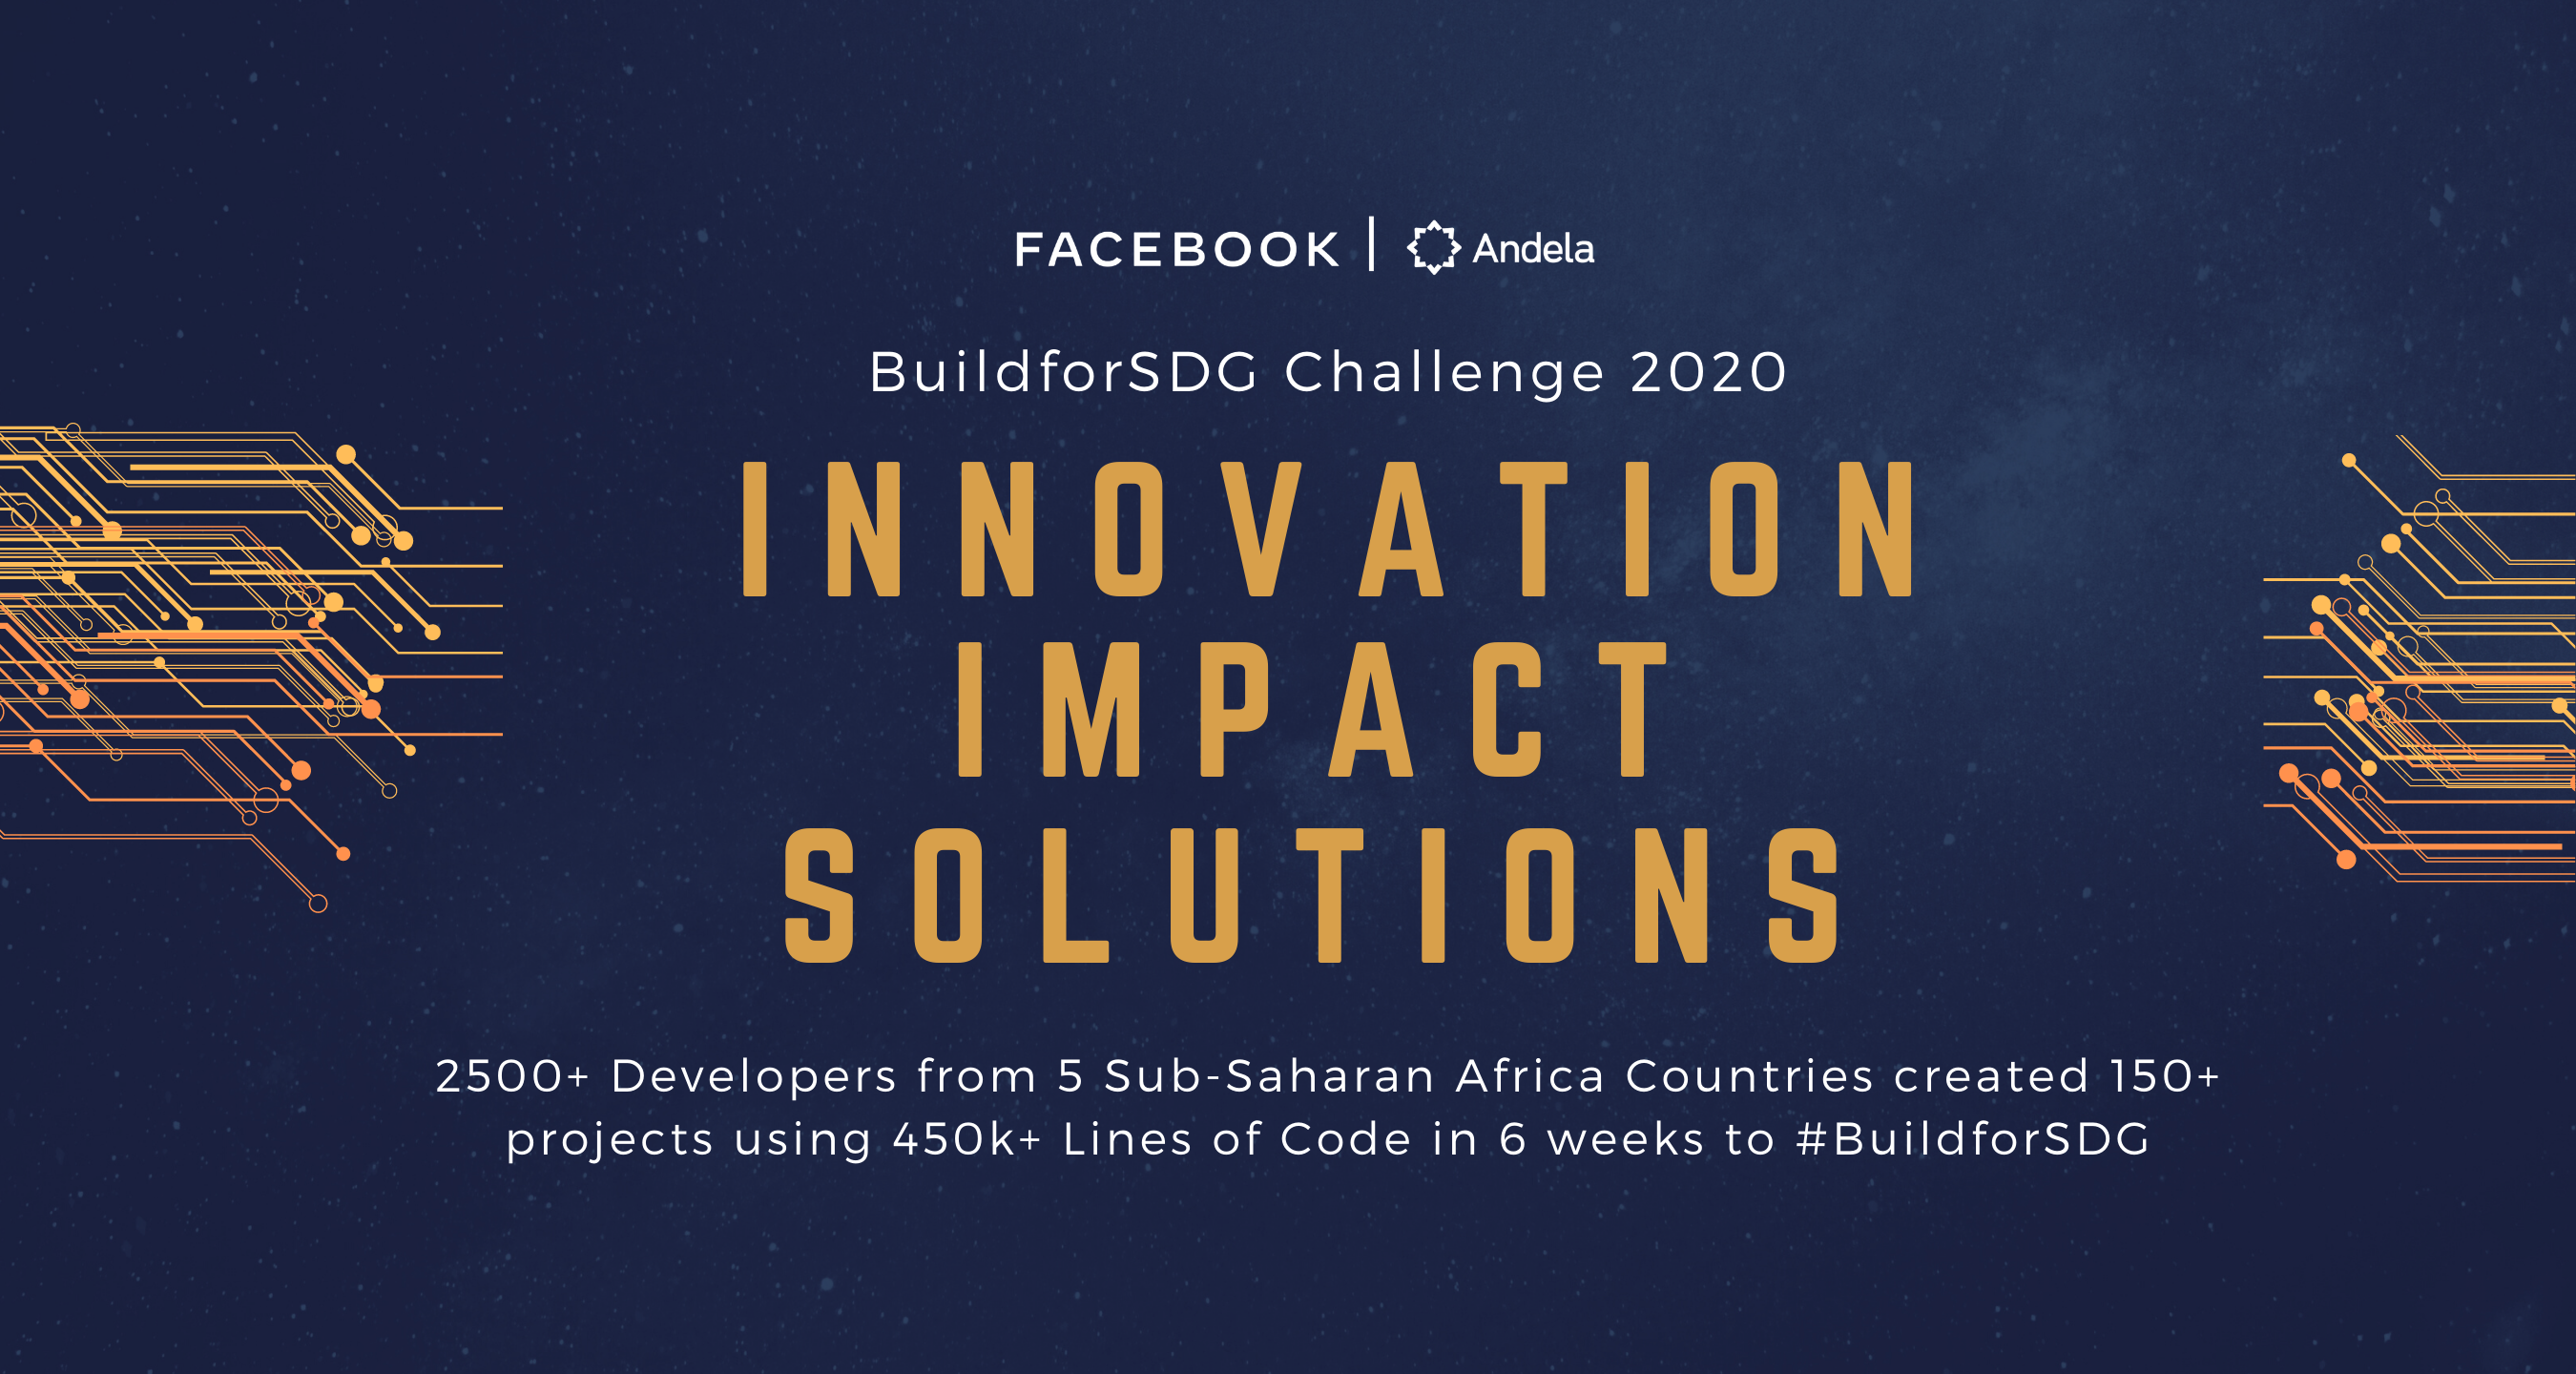 FACEBOOK | Andela
BuildforSDG Challenge 2020
INNOVATION
IMPACT
SOLUTIONS
2500+ Developers from 5 Sub-Saharan Africa Countries created 150+
projects using 450k+ Lines of Code in 6 weeks to #BuildforSDG